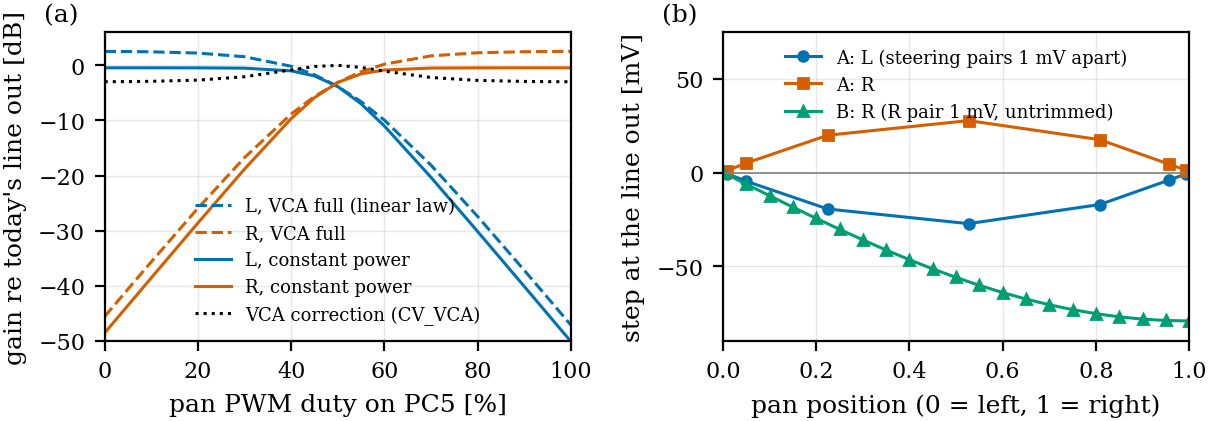 (a)
gain re today's line out [dB]
0
−10
−20
−30
−40
−50
L, VCA full (linear law)
R, VCA full
L, constant power
R, constant power
VCA correction (CV_VCA)
0
20
40
60
80
100
pan PWM duty on PC5 [%]
(b)
step at the line out [mV]
50
0
−50
A: L (steering pairs 1 mV apart)
A: R
B: R (R pair 1 mV, untrimmed)
0.0
0.2
0.4
0.6
0.8
1.0
pan position (0 = left, 1 = right)